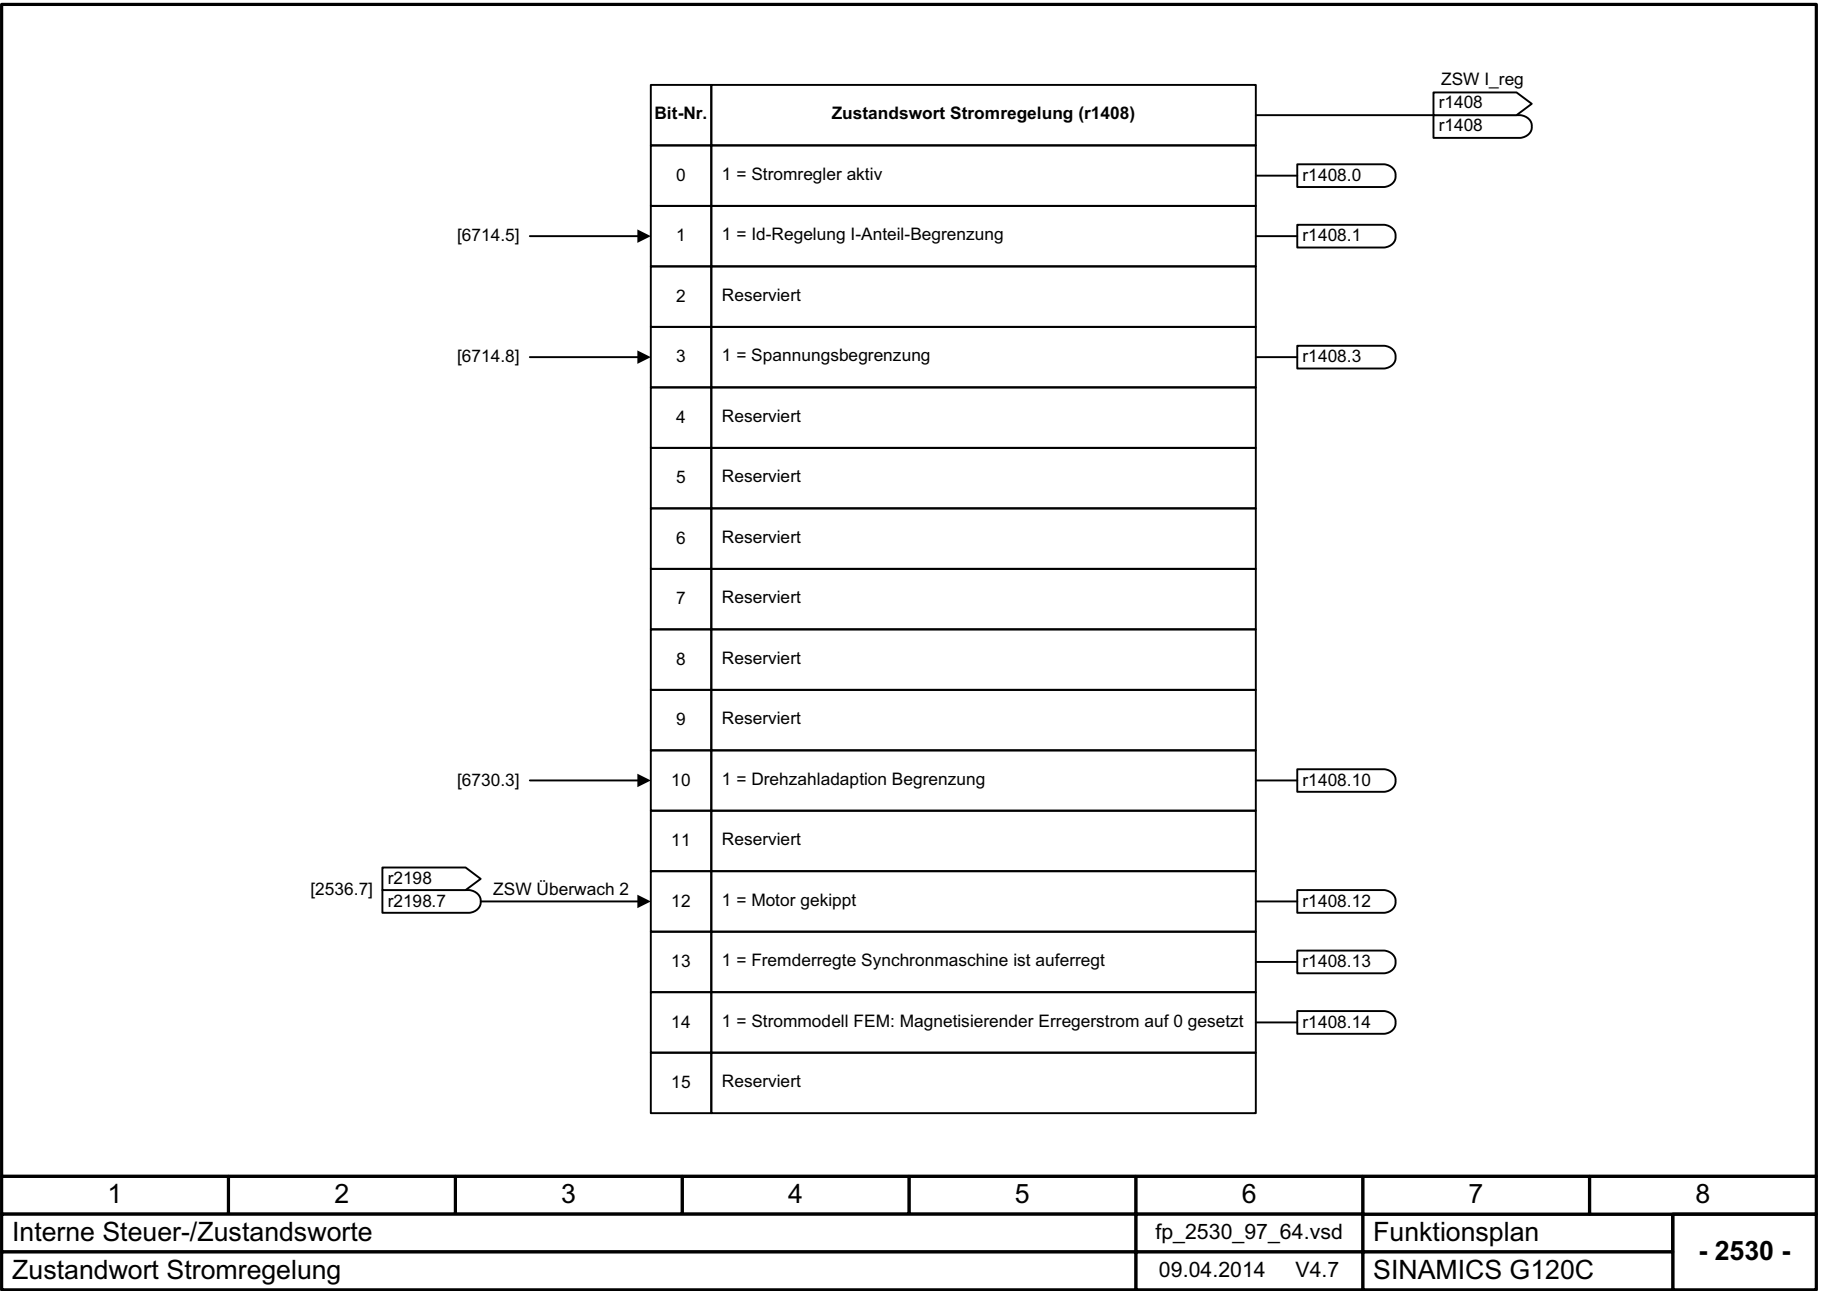 ZSW I_reg
r1408
r1408
Bit-Nr. Zustandswort Stromregelung (r1408)
0 1 = Stromregler aktiv r1408.0
[6714.5] 1 1 = Id-Regelung I-Anteil-Begrenzung r1408.1
2 Reserviert
[6714.8] 3 1 = Spannungsbegrenzung r1408.3
4 Reserviert
5 Reserviert
6 Reserviert
7 Reserviert
8 Reserviert
9 Reserviert
[6730.3] 10 1 = Drehzahladaption Begrenzung r1408.10
11 Reserviert
[2536.7] r2198
r2198.7 ZSW Überwach 2 12 1 = Motor gekippt r1408.12
13 1 = Fremderregte Synchronmaschine ist auferregt r1408.13
14 1 = Strommodell FEM: Magnetisierender Erregerstrom auf 0 gesetzt r1408.14
15 Reserviert
1 2 3 4 5 6 7 8
Interne Steuer-/Zustandsworte fp_2530_97_64.vsd Funktionsplan
- 2530 -
Zustandwort Stromregelung 09.04.2014 V4.7 SINAMICS G120C